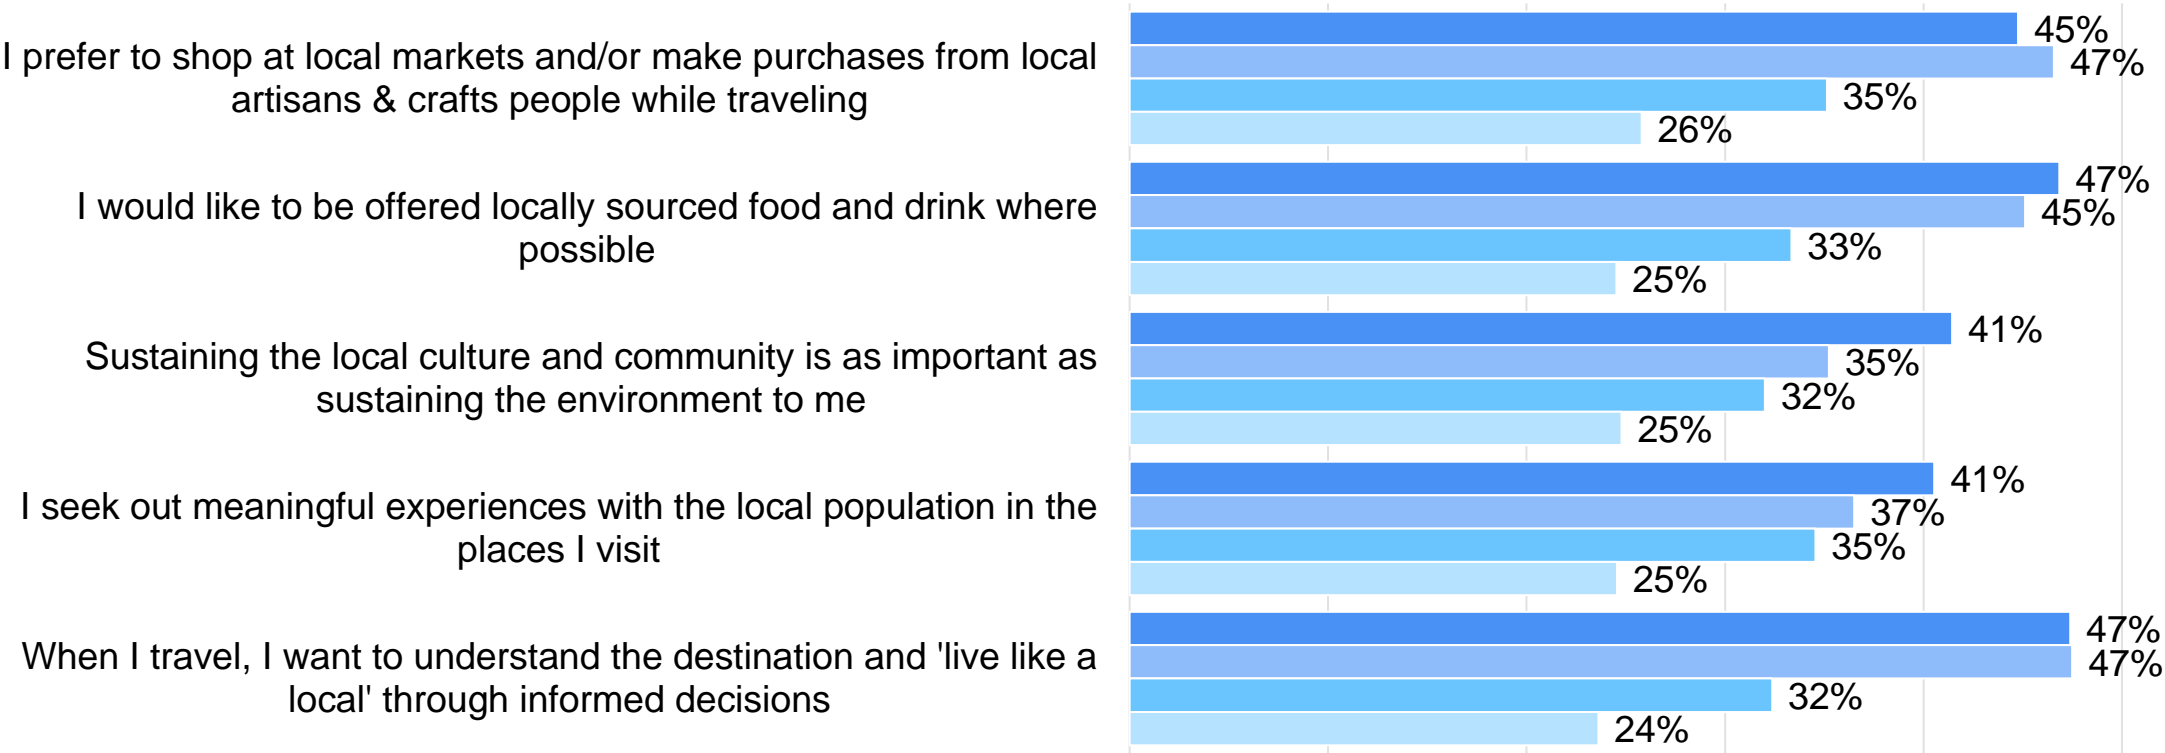 I prefer to shop at local markets and/or make purchases from local
artisans & crafts people while traveling
45%
47%
35%
26%
I would like to be offered locally sourced food and drink where
possible
47%
45%
33%
25%
Sustaining the local culture and community is as important as
sustaining the environment to me
41%
35%
32%
25%
I seek out meaningful experiences with the local population in the
places I visit
41%
37%
35%
25%
When I travel, I want to understand the destination and 'live like a
local' through informed decisions
47%
47%
32%
24%